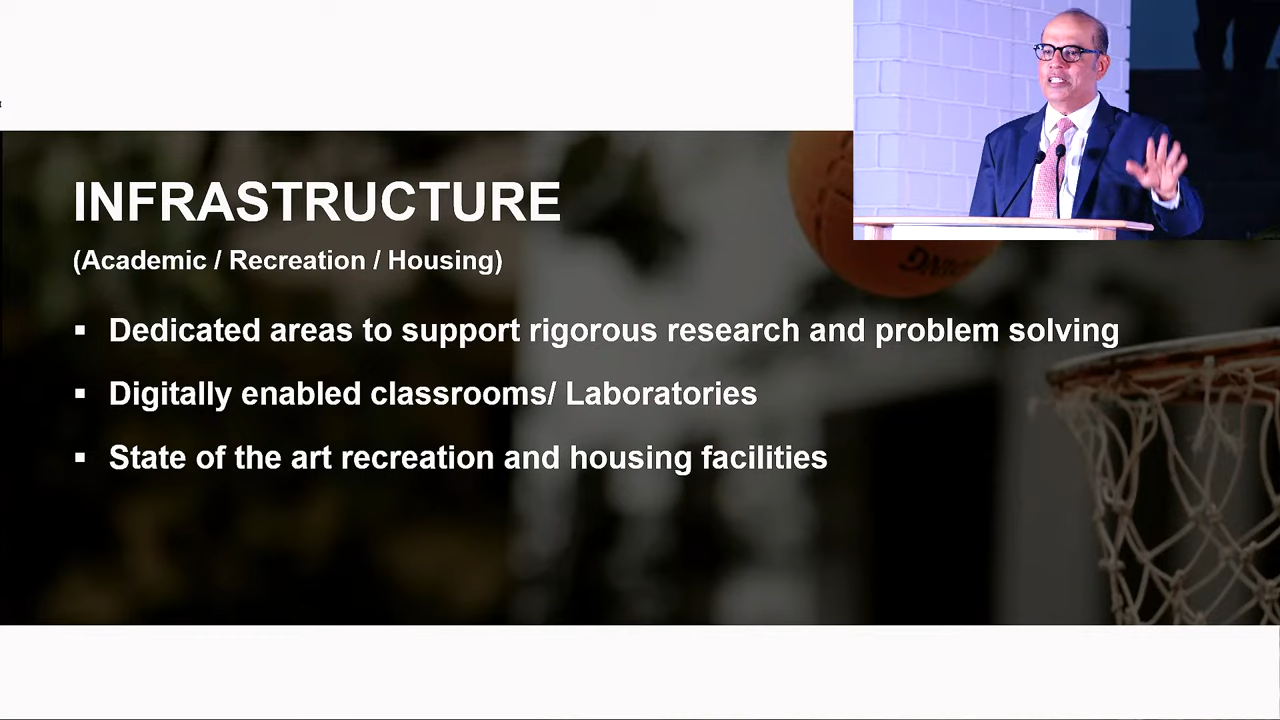 INFRASTRUCTURE
(Academic / Recreation / Housing)
▪ Dedicated areas to support rigorous research and problem solving
▪ Digitally enabled classrooms/ Laboratories
▪ State of the art recreation and housing facilities